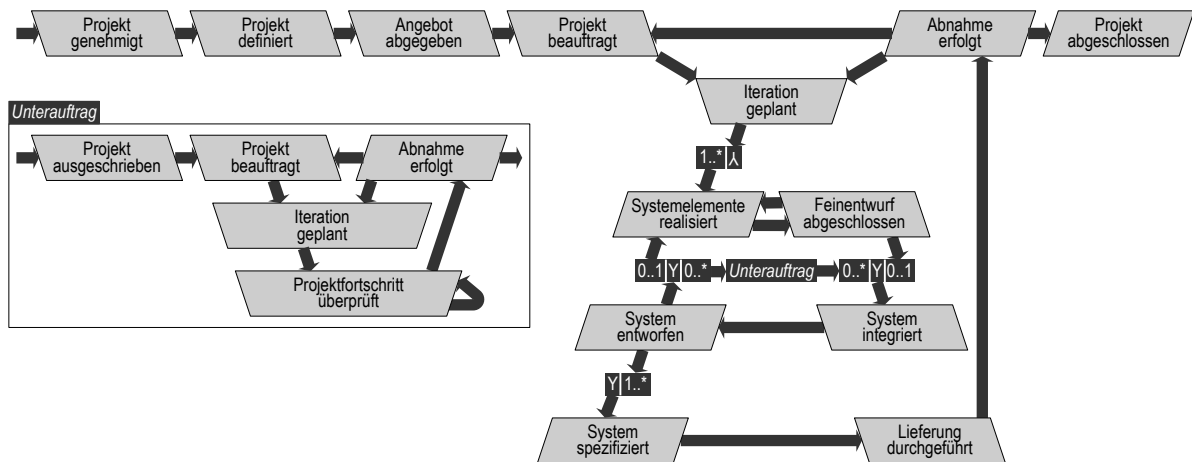 Projekt
genehmigt
Projekt
definiert
Angebot
abgegeben
Projekt
beauftragt
Abnahme
erfolgt
Projekt
abgeschlossen
Iteration
geplant
Unterauftrag
Projekt
ausgeschrieben
Projekt
beauftragt
Abnahme
erfolgt
Iteration
geplant
Projektfortschritt
überprüft
1..* ⅄
Systemelemente
realisiert
Feinentwurf
abgeschlossen
0..1 Y 0..*
Unterauftrag
0..* Y 0..1
System
entworfen
System
integriert
Y 1..*
System
spezifiziert
Lieferung
durchgeführt